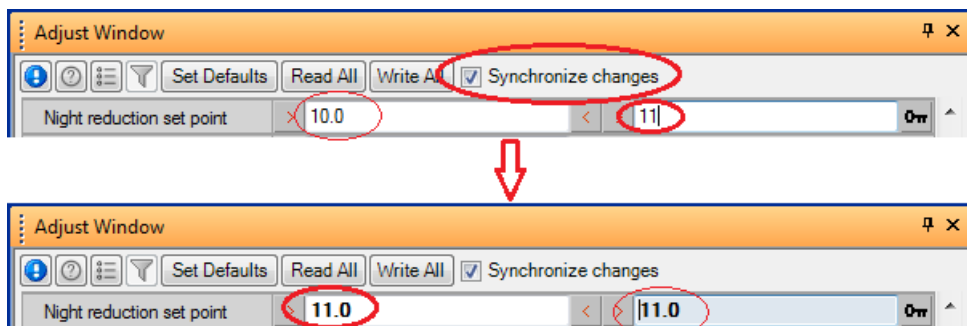 Adjust Window
Set Defaults Read All Write All Synchronize changes
Night reduction set point > 10.0 < > 11
Adjust Window
Set Defaults Read All Write All Synchronize changes
Night reduction set point > 11.0 < > 11.0